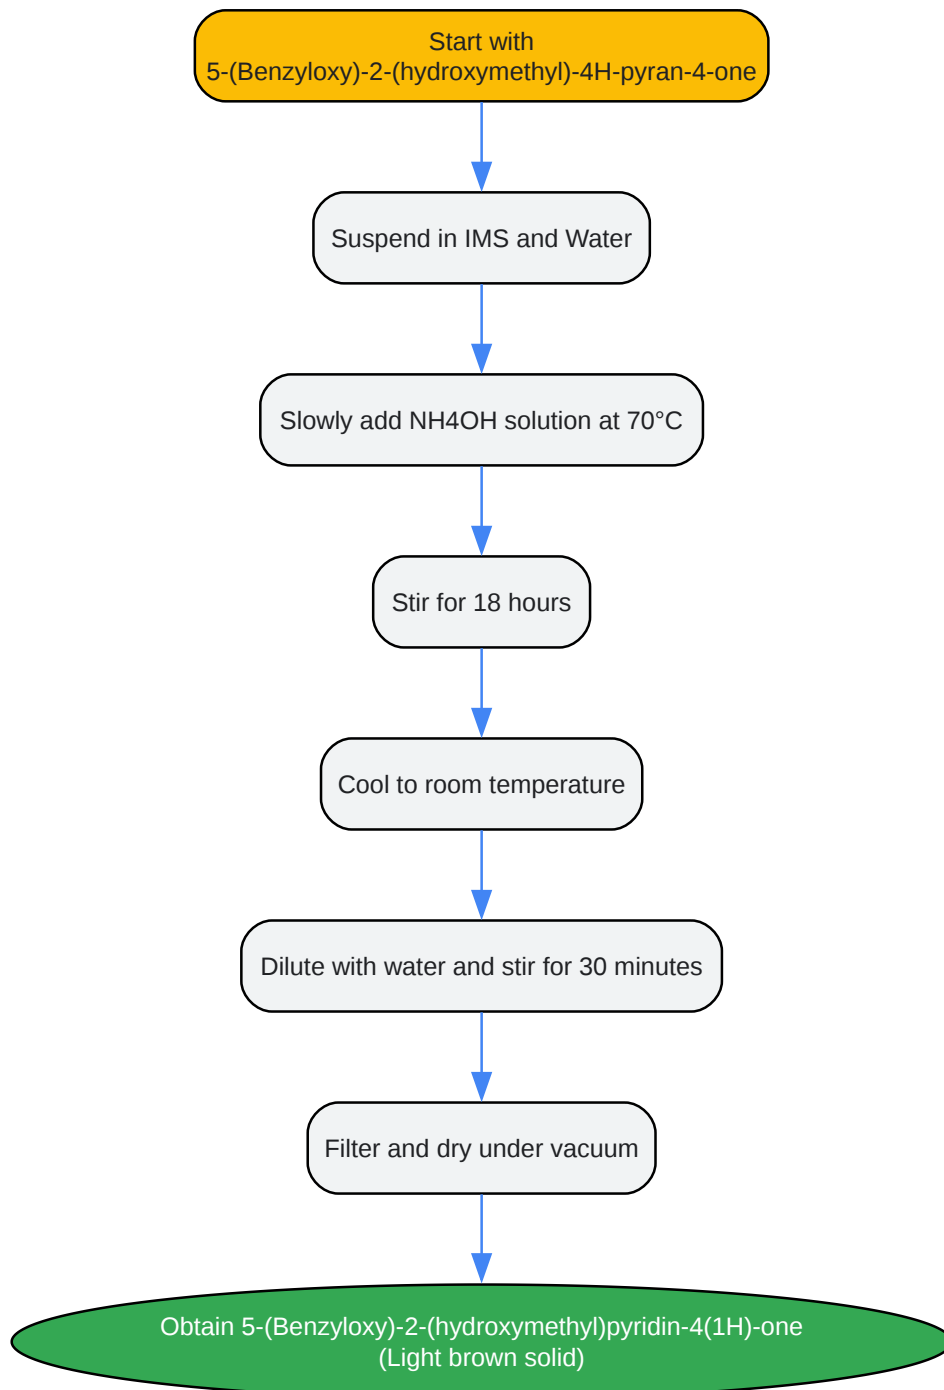 Start with
5-(Benzyloxy)-2-(hydroxymethyl)-4H-pyran-4-one
Suspend in IMS and Water
Slowly add NH4OH solution at 70°C
Stir for 18 hours
Cool to room temperature
Dilute with water and stir for 30 minutes
Filter and dry under vacuum
Obtain 5-(Benzyloxy)-2-(hydroxymethyl)pyridin-4(1H)-one
(Light brown solid)